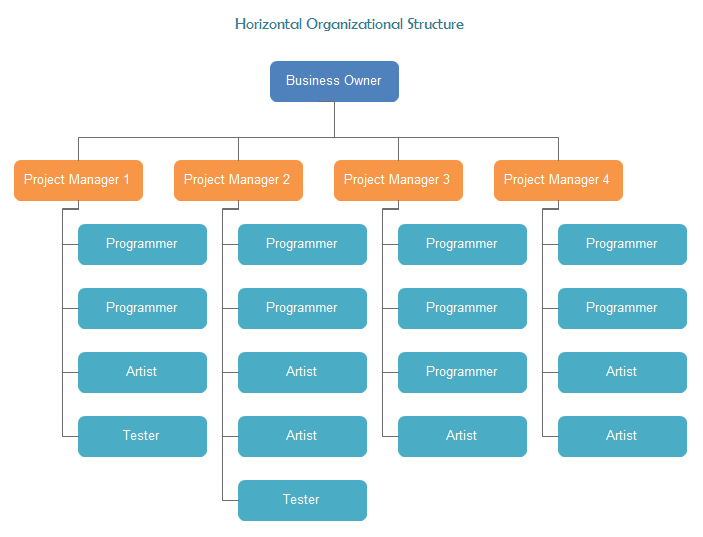 Horizontal Organizational Structure
Business Owner
Project Manager 1
Project Manager 2
Project Manager 3
Project Manager 4
Programmer
Programmer
Programmer
Programmer
Programmer
Programmer
Programmer
Programmer
Artist
Artist
Programmer
Artist
Tester
Artist
Artist
Artist
Tester